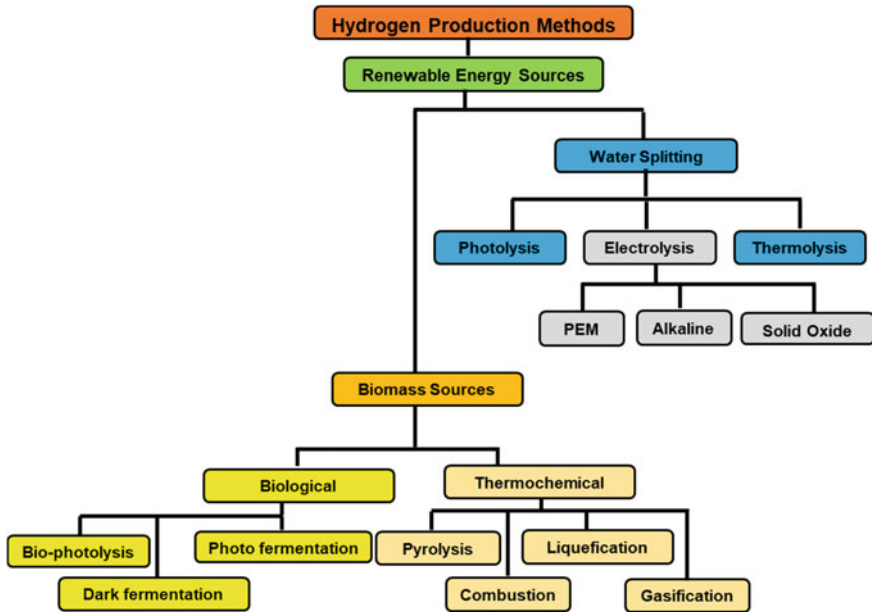 Hydrogen Production Methods
Renewable Energy Sources
Water Splitting
Photolysis
Electrolysis
Thermolysis
PEM
Alkaline
Solid Oxide
Biomass Sources
Biological
Thermochemical
Bio-photolysis
Photo fermentation
Pyrolysis
Liquefication
Dark fermentation
Combustion
Gasification